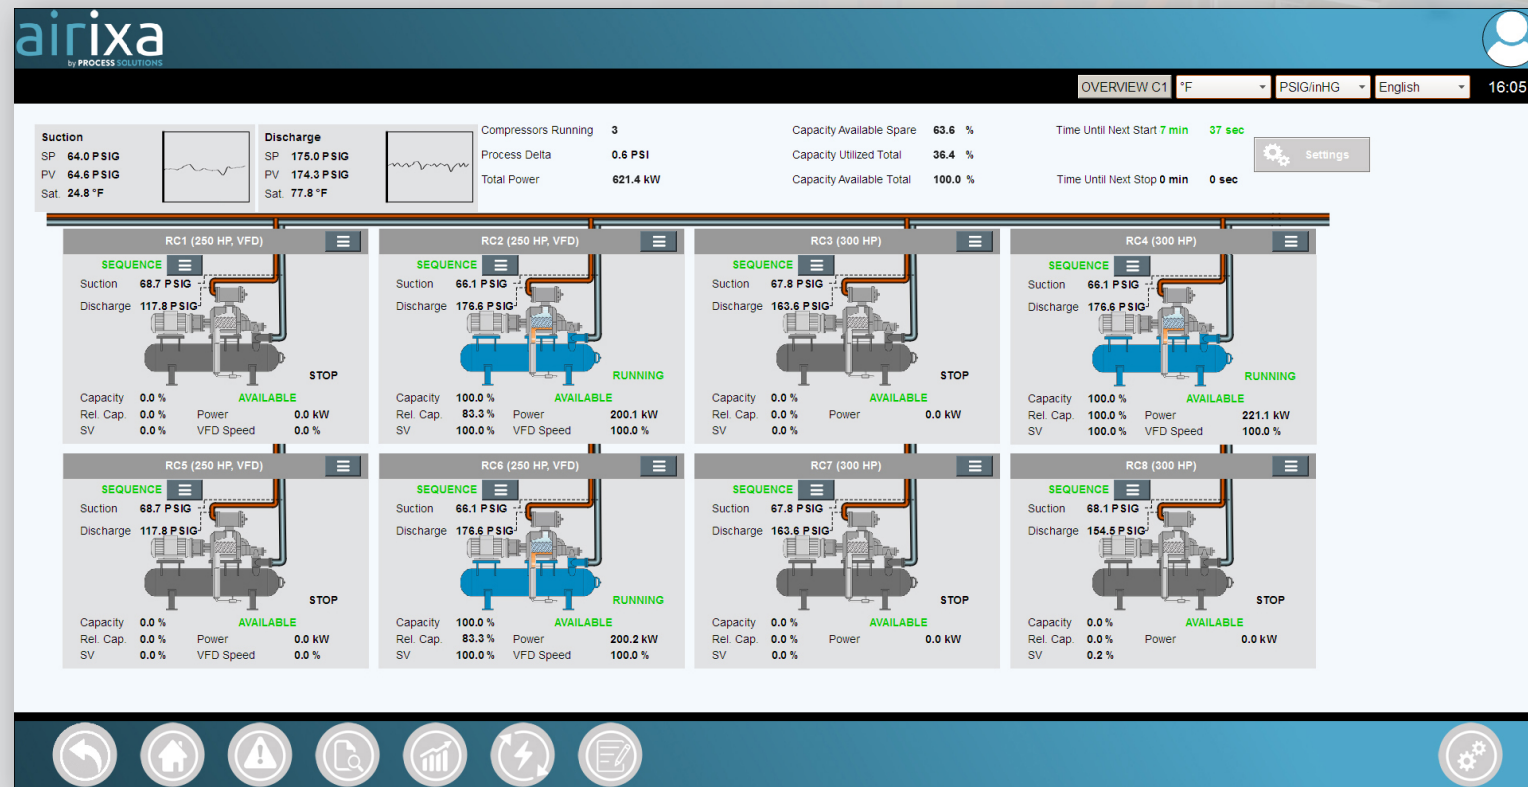 airixa
by PROCESS SOLUTIONS
OVERVIEW C1 °F PSIG/inHG English 16:05
Suction
SP 64.0 PSIG
PV 64.6 PSIG
Sat. 24.8 °F
Discharge
SP 175.0 PSIG
PV 174.3 PSIG
Sat. 77.8 °F
Compressors Running 3
Process Delta 0.6 PSI
Total Power 621.4 kW
Capacity Available Spare 63.6 %
Capacity Utilized Total 36.4 %
Capacity Available Total 100.0 %
Time Until Next Start 7 min 37 sec
Time Until Next Stop 0 min 0 sec
Settings
RC1 (250 HP, VFD)
SEQUENCE
Suction 68.7 PSIG
Discharge 117.8 PSIG
STOP
Capacity 0.0 % AVAILABLE
Rel. Cap. 0.0 % Power 0.0 kW
SV 0.0 % VFD Speed 0.0 %
RC2 (250 HP, VFD)
SEQUENCE
Suction 66.1 PSIG
Discharge 176.6 PSIG
RUNNING
Capacity 100.0 % AVAILABLE
Rel. Cap. 83.3 % Power 200.1 kW
SV 100.0 % VFD Speed 100.0 %
RC3 (300 HP)
SEQUENCE
Suction 67.8 PSIG
Discharge 163.6 PSIG
STOP
Capacity 0.0 % AVAILABLE
Rel. Cap. 0.0 % Power 0.0 kW
SV 0.0 %
RC4 (300 HP)
SEQUENCE
Suction 66.1 PSIG
Discharge 176.6 PSIG
RUNNING
Capacity 100.0 % AVAILABLE
Rel. Cap. 100.0 % Power 221.1 kW
SV 100.0 % VFD Speed 100.0 %
RC5 (250 HP, VFD)
SEQUENCE
Suction 68.7 PSIG
Discharge 117.8 PSIG
STOP
Capacity 0.0 % AVAILABLE
Rel. Cap. 0.0 % Power 0.0 kW
SV 0.0 % VFD Speed 0.0 %
RC6 (250 HP, VFD)
SEQUENCE
Suction 66.1 PSIG
Discharge 176.6 PSIG
RUNNING
Capacity 100.0 % AVAILABLE
Rel. Cap. 83.3 % Power 200.2 kW
SV 100.0 % VFD Speed 100.0 %
RC7 (300 HP)
SEQUENCE
Suction 67.8 PSIG
Discharge 163.6 PSIG
STOP
Capacity 0.0 % AVAILABLE
Rel. Cap. 0.0 % Power 0.0 kW
SV 0.0 %
RC8 (300 HP)
SEQUENCE
Suction 68.1 PSIG
Discharge 154.5 PSIG
STOP
Capacity 0.0 % AVAILABLE
Rel. Cap. 0.0 % Power 0.0 kW
SV 0.2 %